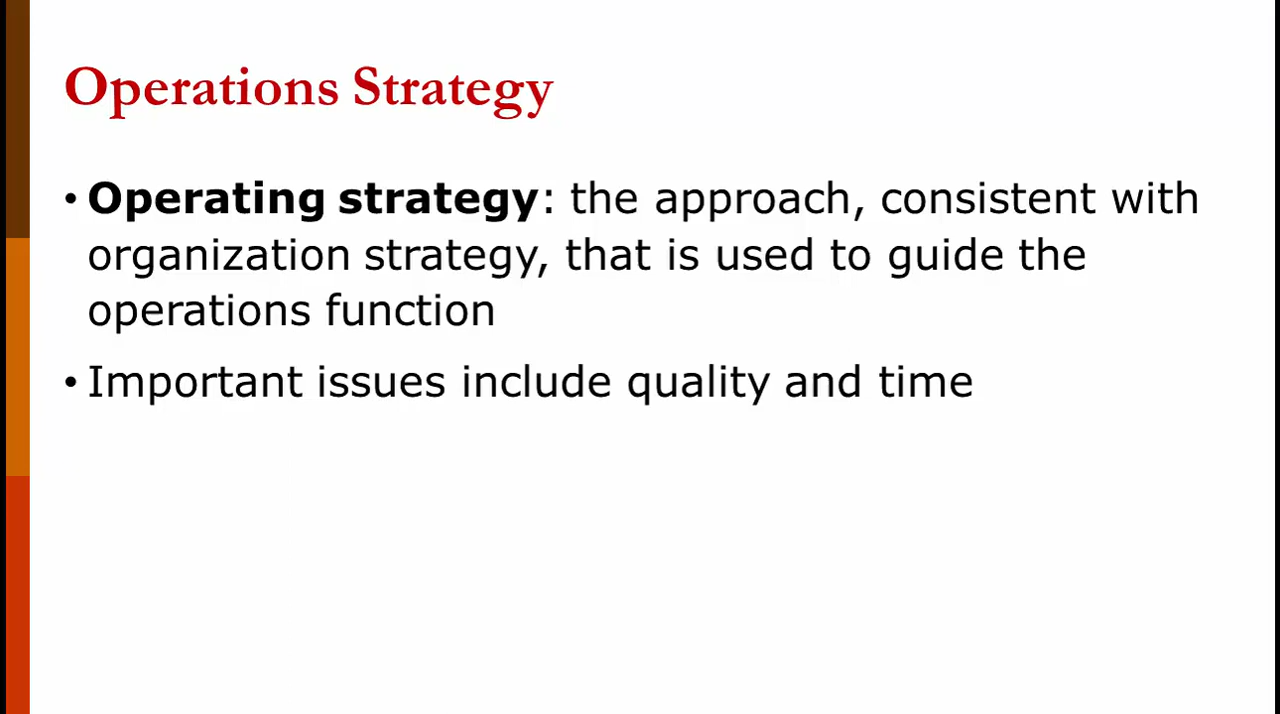 Operations Strategy
• Operating strategy: the approach, consistent with
organization strategy, that is used to guide the
operations function
• Important issues include quality and time